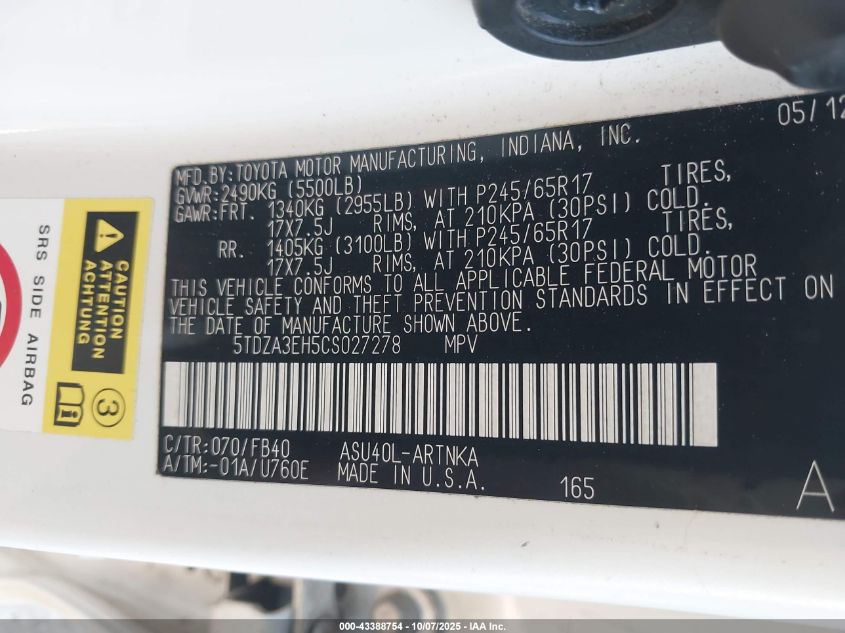 05/12
MFD.BY:TOYOTA MOTOR MANUFACTURING, INDIANA, INC.
GVWR:2490KG (5500LB)
GAWR:FRT. 1340KG (2955LB) WITH P245/65R17 TIRES,
17X7.5J RIMS, AT 210KPA (30PSI) COLD.
RR. 1405KG (3100LB) WITH P245/65R17 TIRES,
17X7.5J RIMS, AT 210KPA (30PSI) COLD.
THIS VEHICLE CONFORMS TO ALL APPLICABLE FEDERAL MOTOR
VEHICLE SAFETY AND THEFT PREVENTION STANDARDS IN EFFECT ON
THE DATE OF MANUFACTURE SHOWN ABOVE.
5TDZA3EH5CS027278 MPV
C/TR:070/FB40 ASU40L-ARTNKA
A/TM:-01A/U760E MADE IN U.S.A. 165 A
SRS SIDE AIRBAG
CAUTION
ATTENTION
ACHTUNG
3
000-43388754 - 10/07/2025 - IAA Inc.